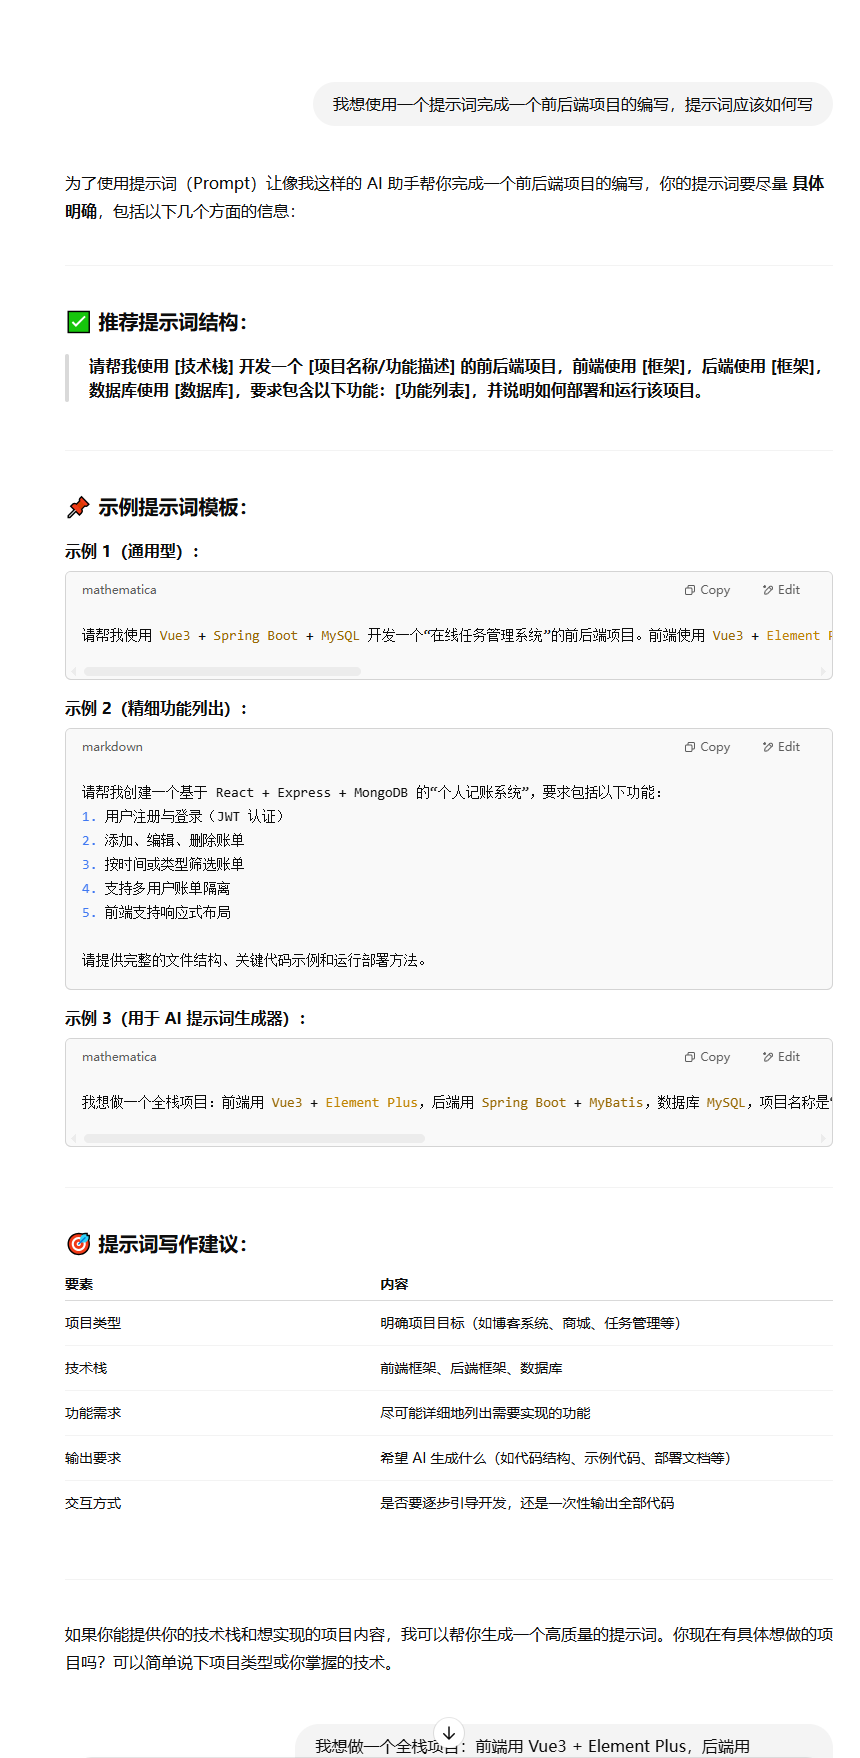 我想使用一个提示词完成一个前后端项目的编写，提示词应该如何写
为了使用提示词（Prompt）让像我这样的 AI 助手帮你完成一个前后端项目的编写，你的提示词要尽量 具体
明确，包括以下几个方面的信息：
✅ 推荐提示词结构：
请帮我使用 [技术栈] 开发一个 [项目名称/功能描述] 的前后端项目，前端使用 [框架]，后端使用 [框架]，
数据库使用 [数据库]，要求包含以下功能：[功能列表]，并说明如何部署和运行该项目。
📌 示例提示词模板：
示例 1（通用型）：
mathematica
Copy
Edit
请帮我使用 Vue3 + Spring Boot + MySQL 开发一个“在线任务管理系统”的前后端项目。前端使用 Vue3 + Element
示例 2（精细功能列出）：
markdown
Copy
Edit
请帮我创建一个基于 React + Express + MongoDB 的“个人记账系统”，要求包括以下功能：
1. 用户注册与登录（JWT 认证）
2. 添加、编辑、删除账单
3. 按时间或类型筛选账单
4. 支持多用户账单隔离
5. 前端支持响应式布局
请提供完整的文件结构、关键代码示例和运行部署方法。
示例 3（用于 AI 提示词生成器）：
mathematica
Copy
Edit
我想做一个全栈项目：前端用 Vue3 + Element Plus，后端用 Spring Boot + MyBatis，数据库 MySQL，项目名称是“
🎯 提示词写作建议：
要素 内容
项目类型 明确项目目标（如博客系统、商城、任务管理等）
技术栈 前端框架、后端框架、数据库
功能需求 尽可能详细地列出需要实现的功能
输出要求 希望 AI 生成什么（如代码结构、示例代码、部署文档等）
交互方式 是否要逐步引导开发，还是一次性输出全部代码
如果你能提供你的技术栈和想实现的项目内容，我可以帮你生成一个高质量的提示词。你现在有具体想做的项
目吗？可以简单说下项目类型或你掌握的技术。
我想做一个全栈项目：前端用 Vue3 + Element Plus，后端用